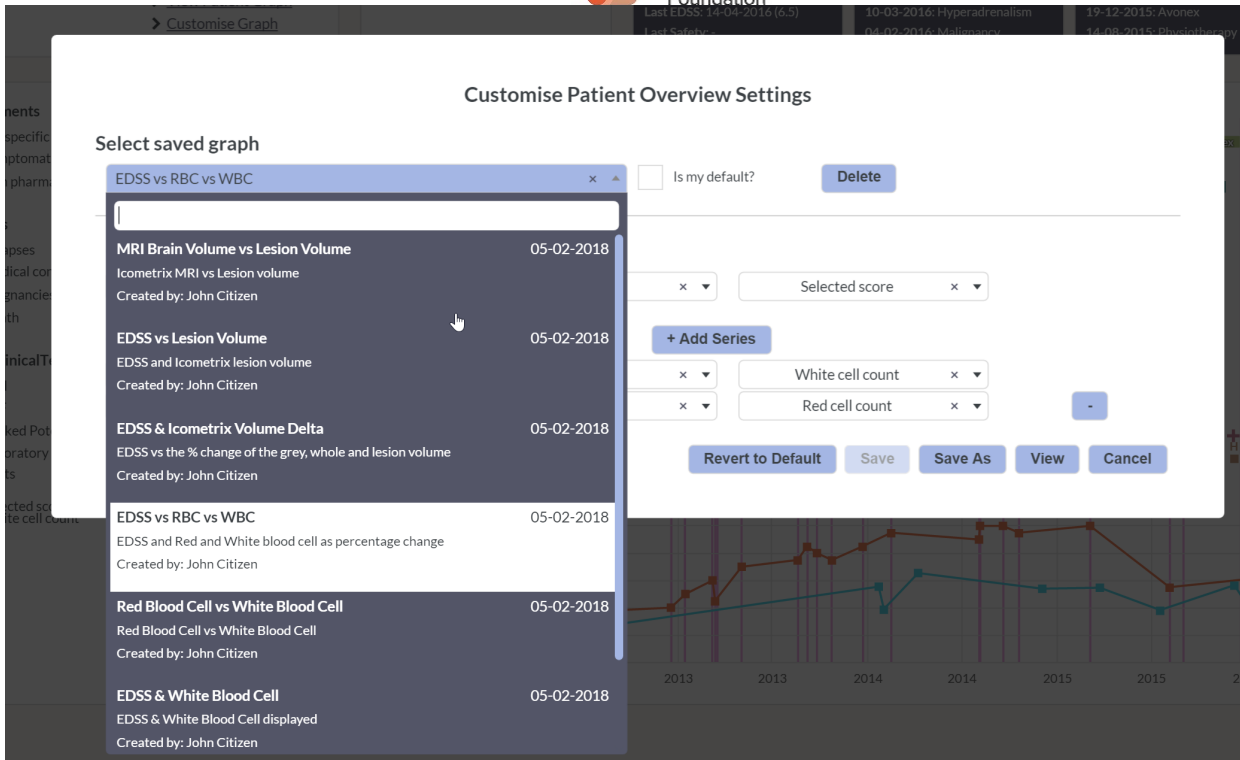 Foundation
Customise Graph
Last EDSS: 14-04-2016 (6.5)
10-03-2016: Hyperadrenalism
19-12-2015: Avonex
Last Safety: -
04-02-2016: Malignancy
14-08-2015: Physiotherapy
Customise Patient Overview Settings
Select saved graph
EDSS vs RBC vs WBC × ▲
Is my default?
Delete
MRI Brain Volume vs Lesion Volume 05-02-2018
Icometrix MRI vs Lesion volume
Created by: John Citizen
× ▼ Selected score × ▼
EDSS vs Lesion Volume 05-02-2018
EDSS and Icometrix lesion volume
Created by: John Citizen
+ Add Series
× ▼ White cell count × ▼
× ▼ Red cell count × ▼ -
EDSS & Icometrix Volume Delta 05-02-2018
EDSS vs the % change of the grey, whole and lesion volume
Created by: John Citizen
Revert to Default Save Save As View Cancel
EDSS vs RBC vs WBC 05-02-2018
EDSS and Red and White blood cell as percentage change
Created by: John Citizen
Red Blood Cell vs White Blood Cell 05-02-2018
Red Blood Cell vs White Blood Cell
Created by: John Citizen
EDSS & White Blood Cell 05-02-2018
EDSS & White Blood Cell displayed
Created by: John Citizen
2013 2013 2014 2014 2015 2015